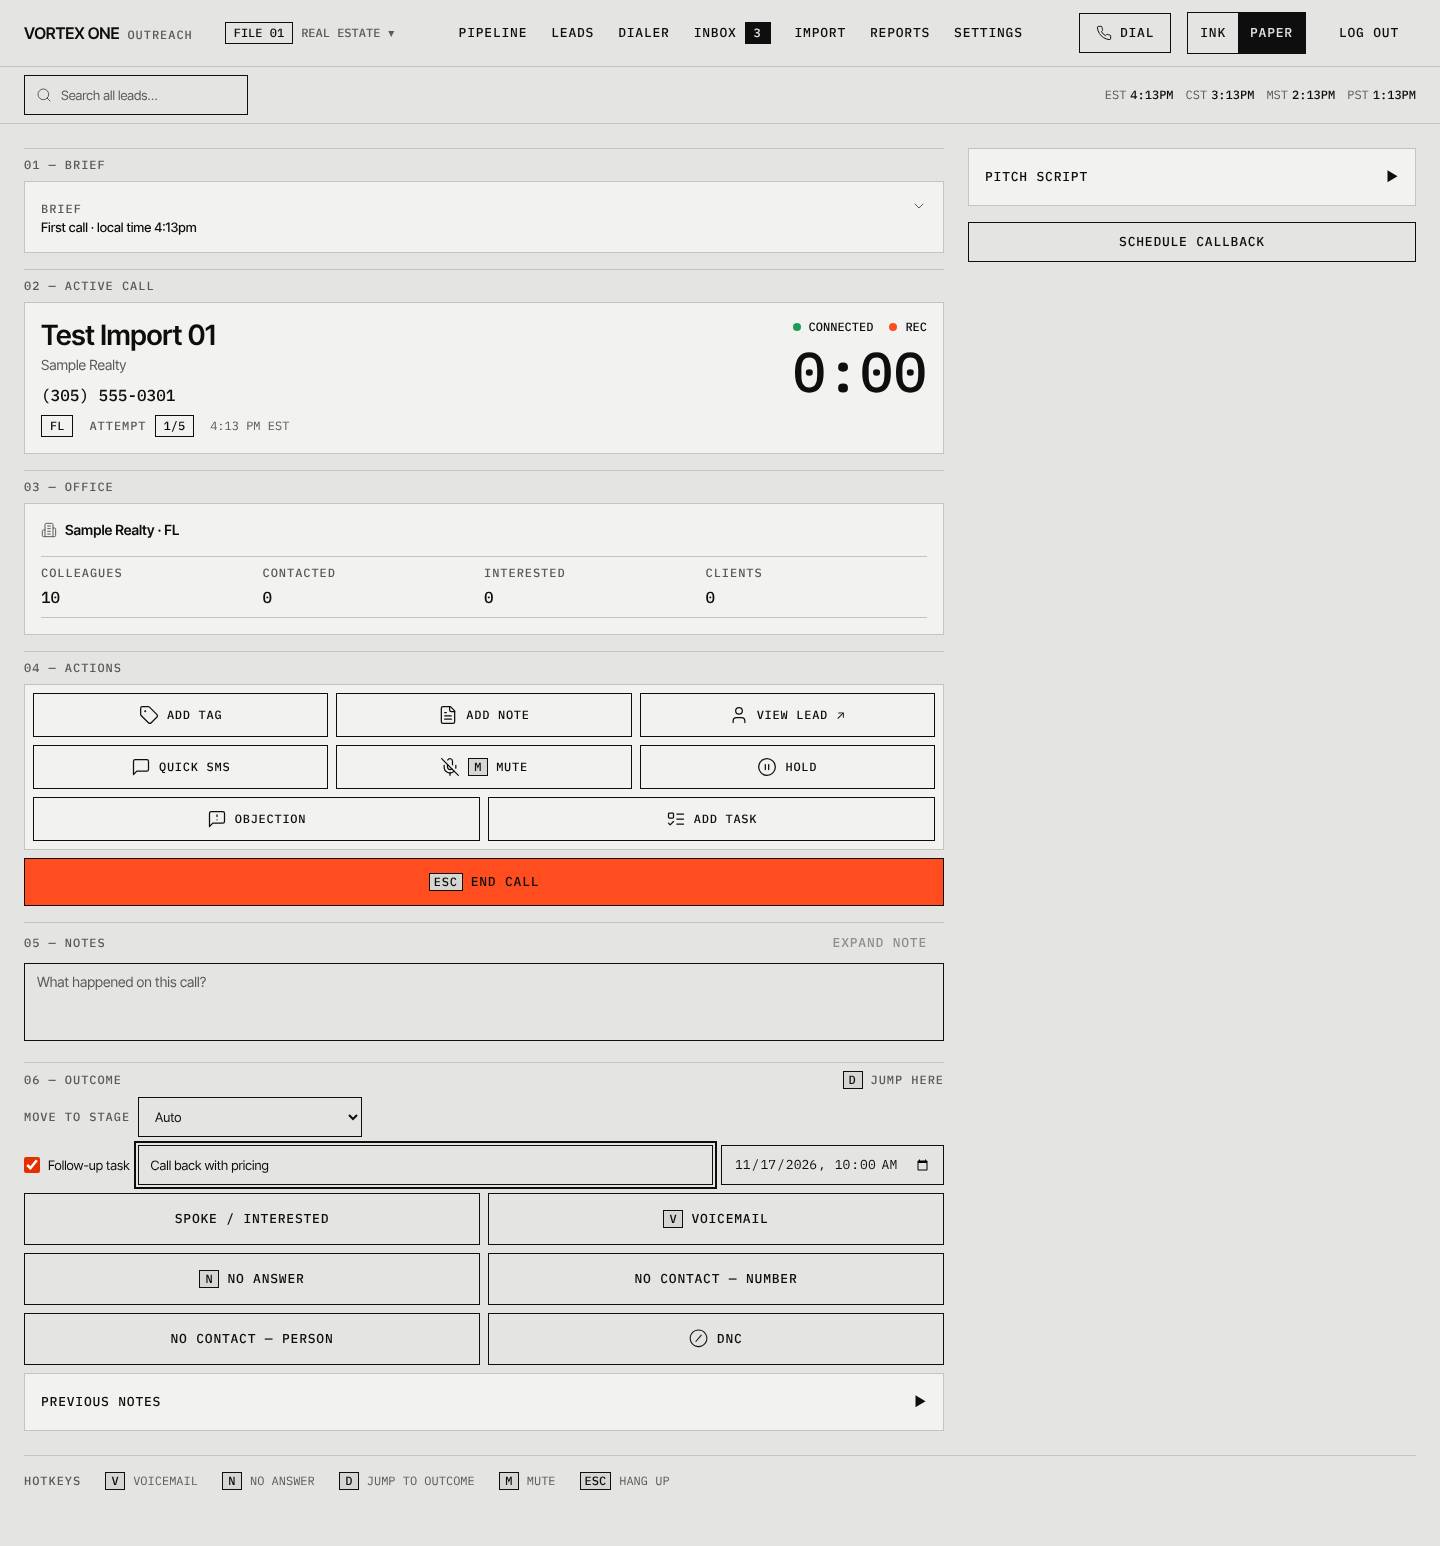 VORTEX ONE OUTREACH FILE 01 REAL ESTATE ▾ PIPELINE LEADS DIALER INBOX 3 IMPORT REPORTS SETTINGS DIAL INK PAPER LOG OUT
Search all leads... EST 4:13PM CST 3:13PM MST 2:13PM PST 1:13PM
01 — BRIEF
BRIEF
First call · local time 4:13pm
02 — ACTIVE CALL
Test Import 01
Sample Realty
(305) 555-0301
FL ATTEMPT 1/5 4:13 PM EST
CONNECTED REC
0:00
03 — OFFICE
Sample Realty · FL
COLLEAGUES CONTACTED INTERESTED CLIENTS
10 0 0 0
04 — ACTIONS
ADD TAG ADD NOTE VIEW LEAD ↗
QUICK SMS M MUTE HOLD
OBJECTION ADD TASK
ESC END CALL
05 — NOTES EXPAND NOTE
What happened on this call?
06 — OUTCOME D JUMP HERE
MOVE TO STAGE Auto
Follow-up task Call back with pricing 11/17/2026, 10:00 AM
SPOKE / INTERESTED V VOICEMAIL
N NO ANSWER NO CONTACT — NUMBER
NO CONTACT — PERSON DNC
PREVIOUS NOTES ▶
PITCH SCRIPT ▶
SCHEDULE CALLBACK
HOTKEYS V VOICEMAIL N NO ANSWER D JUMP TO OUTCOME M MUTE ESC HANG UP